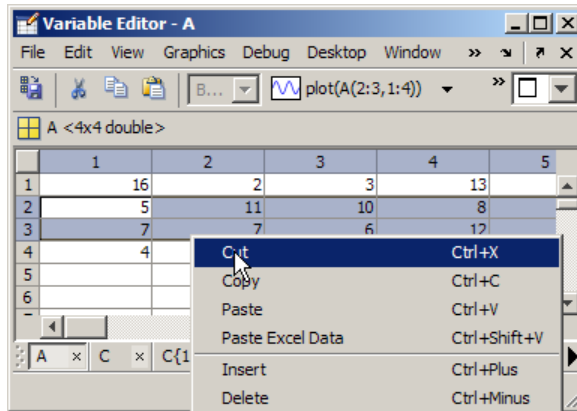 Variable Editor - A
File Edit View Graphics Debug Desktop Window
B... plot(A(2:3,1:4))
A <4x4 double>
1 2 3 4 5
1 16 2 3 13
2 5 11 10 8
3 7 7 6 12
4 4
5
6
Cut Ctrl+X
Copy Ctrl+C
Paste Ctrl+V
Paste Excel Data Ctrl+Shift+V
Insert Ctrl+Plus
Delete Ctrl+Minus
A × C × C{1